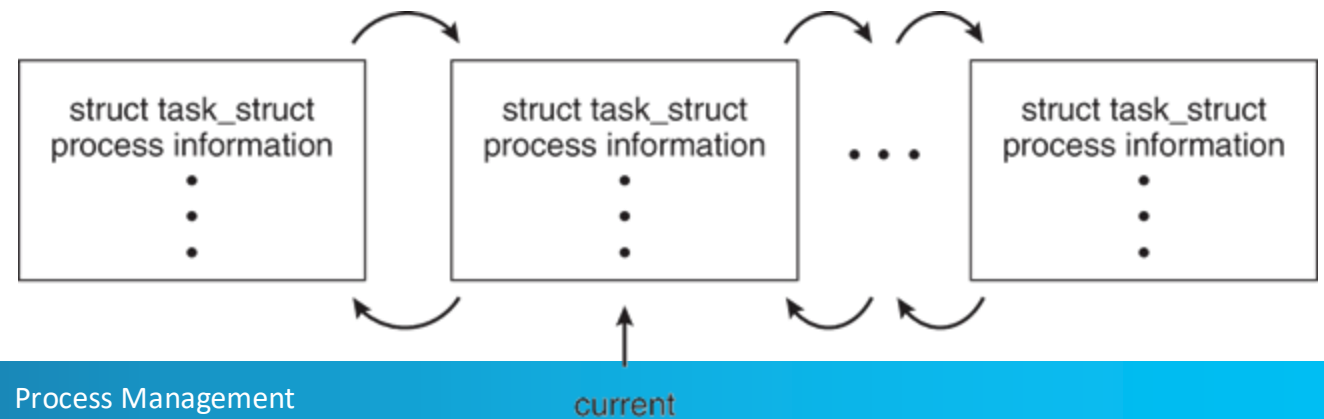 struct task_struct
process information
struct task_struct
process information
struct task_struct
process information
Process Management
current